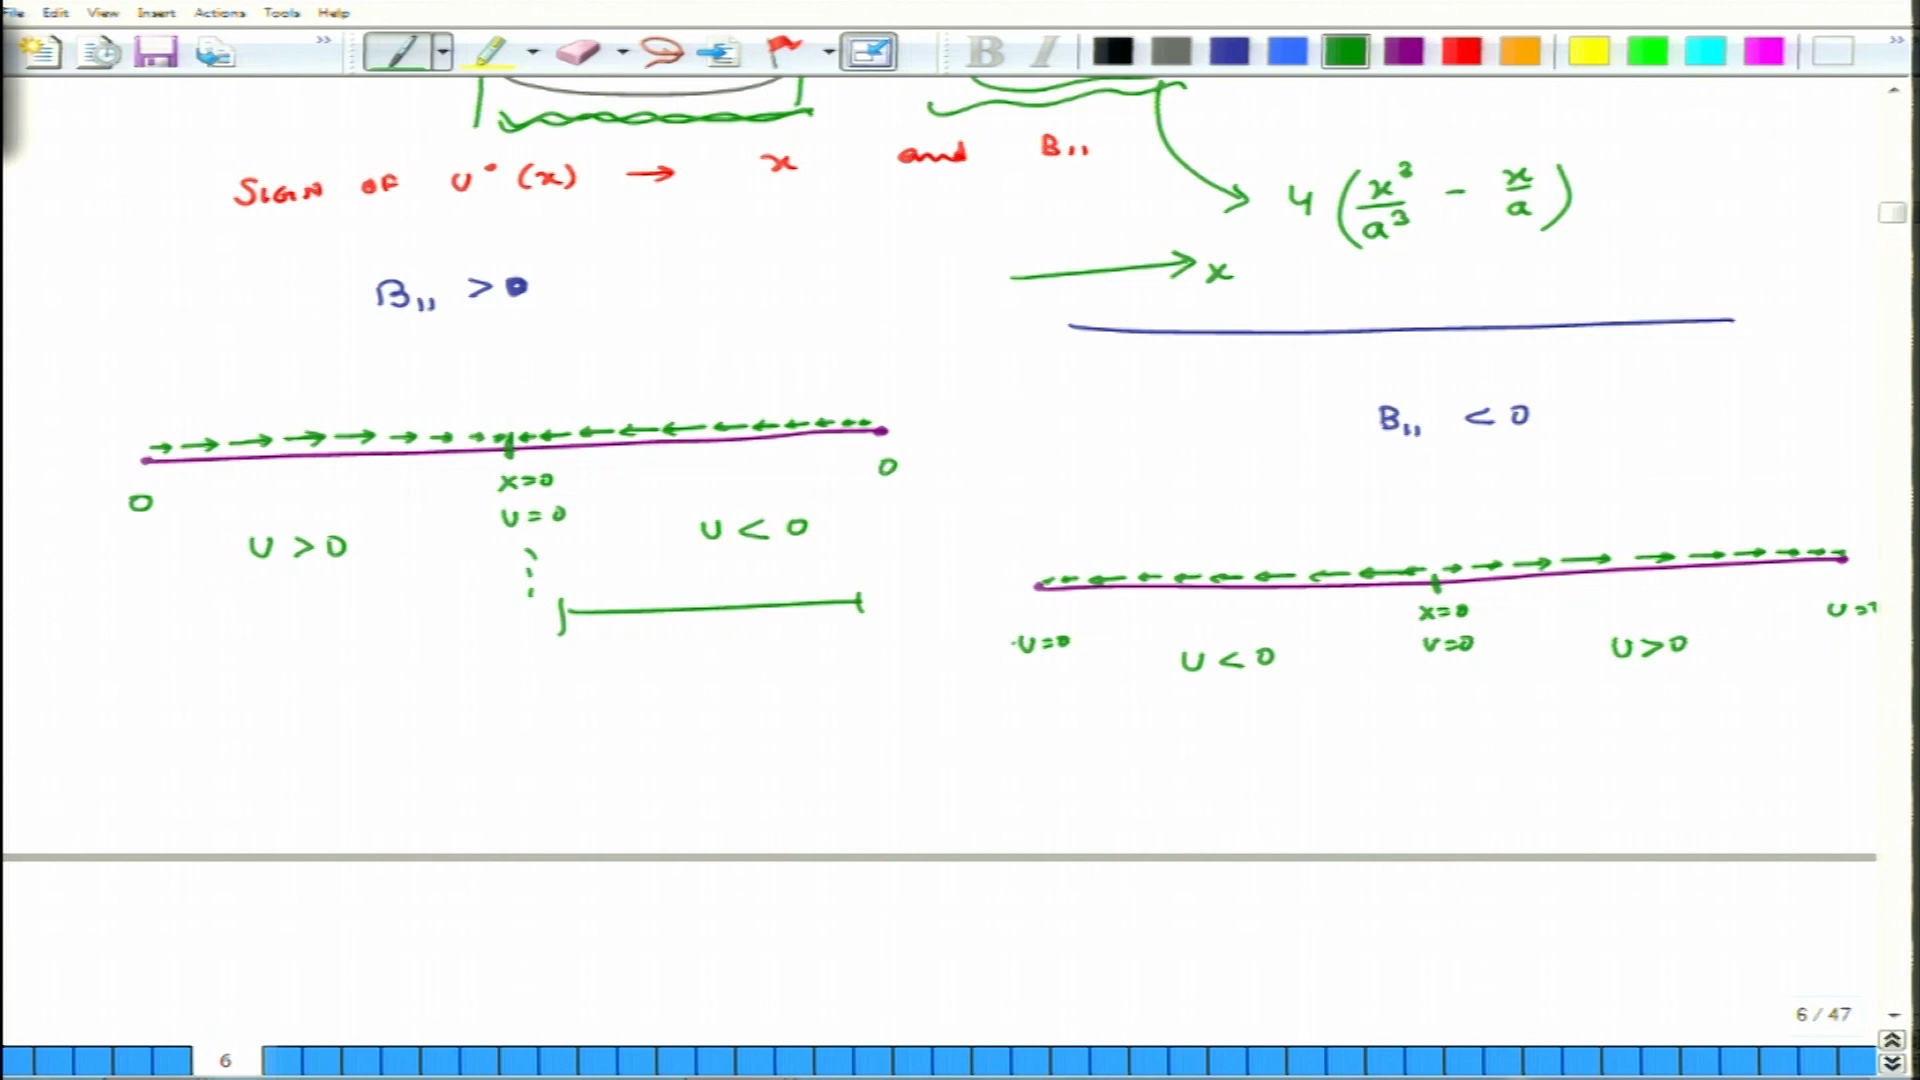 File Edit View Insert Actions Tools Help
B I
SIGN OF U°(x) → x and B₁₁
4 (x³/a³ - x/a)
→ x
B₁₁ > 0
B₁₁ < 0
0 x=0 0
U=0
U > 0 U < 0
x=0
U=0 U < 0 U=0 U>0
6 / 47
6